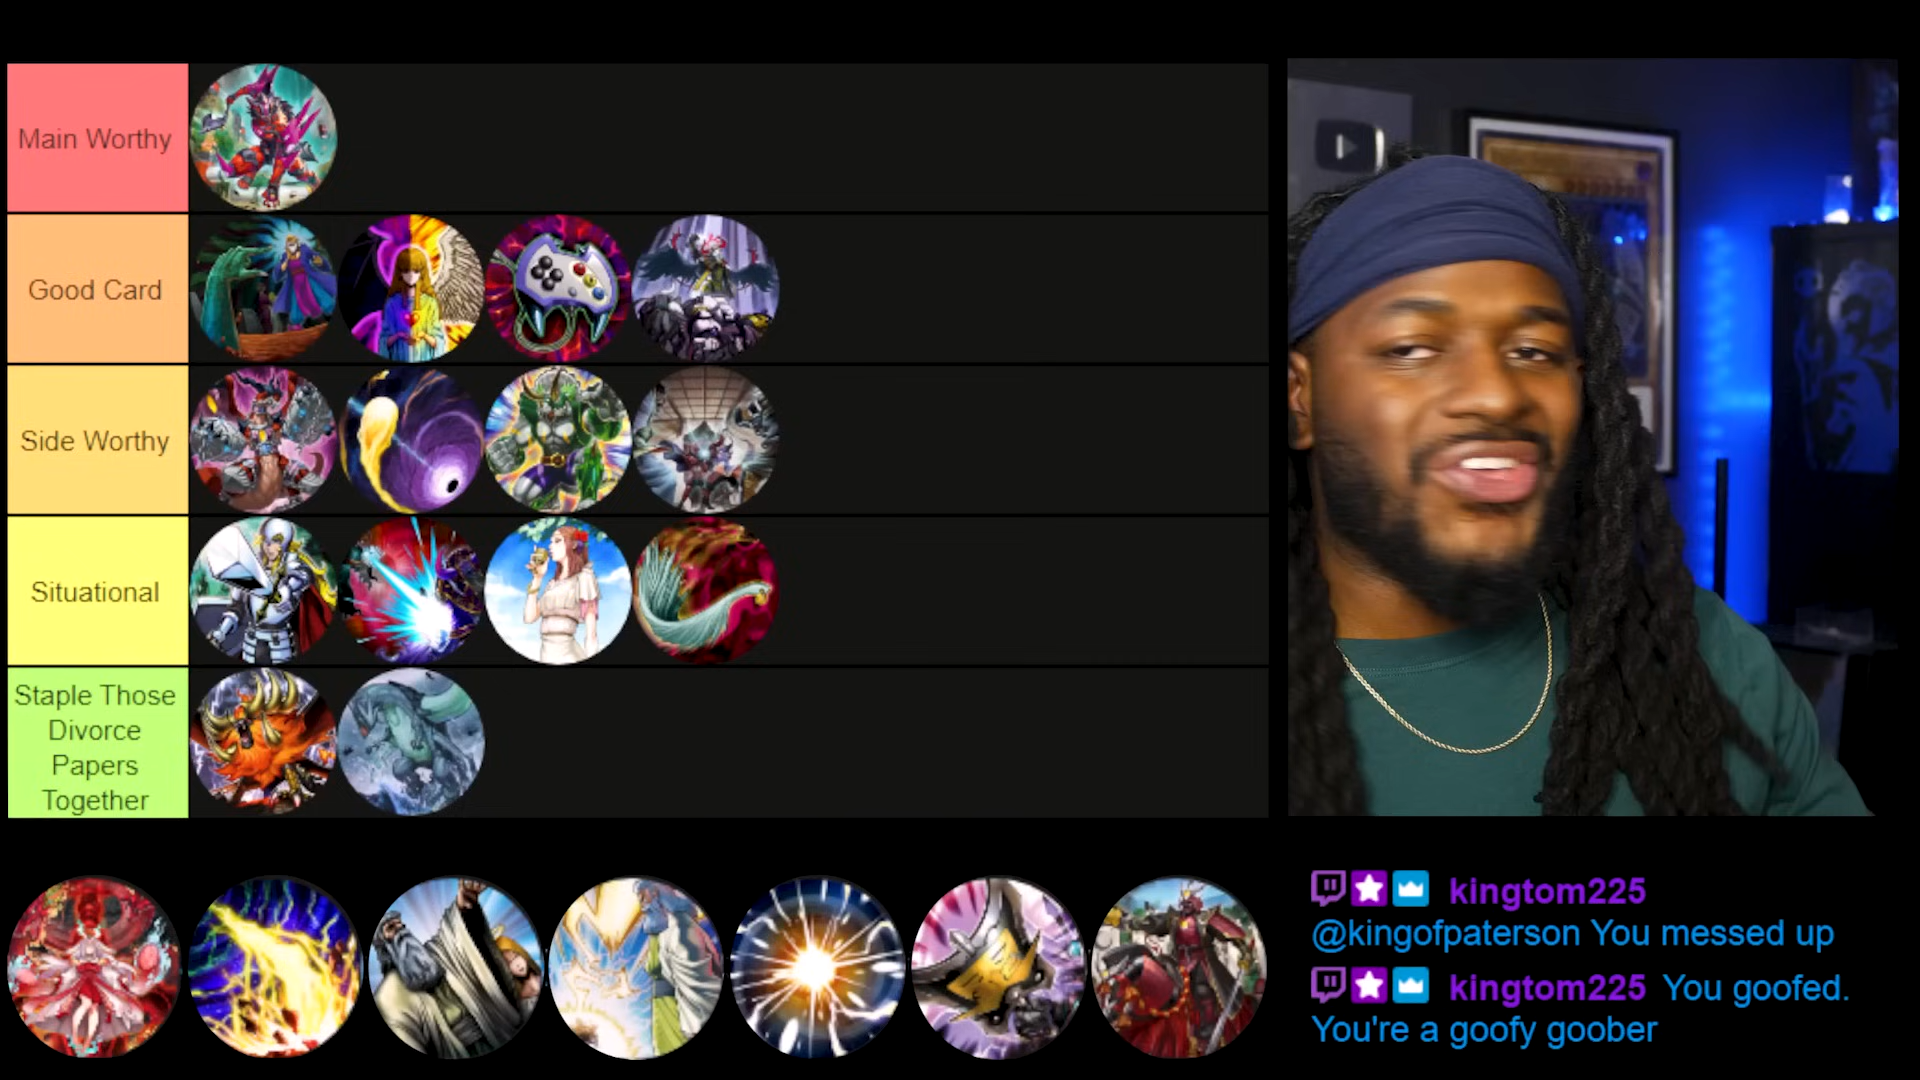 Main Worthy
Good Card
Side Worthy
Situational
Staple Those
Divorce
Papers
Together
kingtom225
@kingofpaterson You messed up
kingtom225 You goofed.
You're a goofy goober